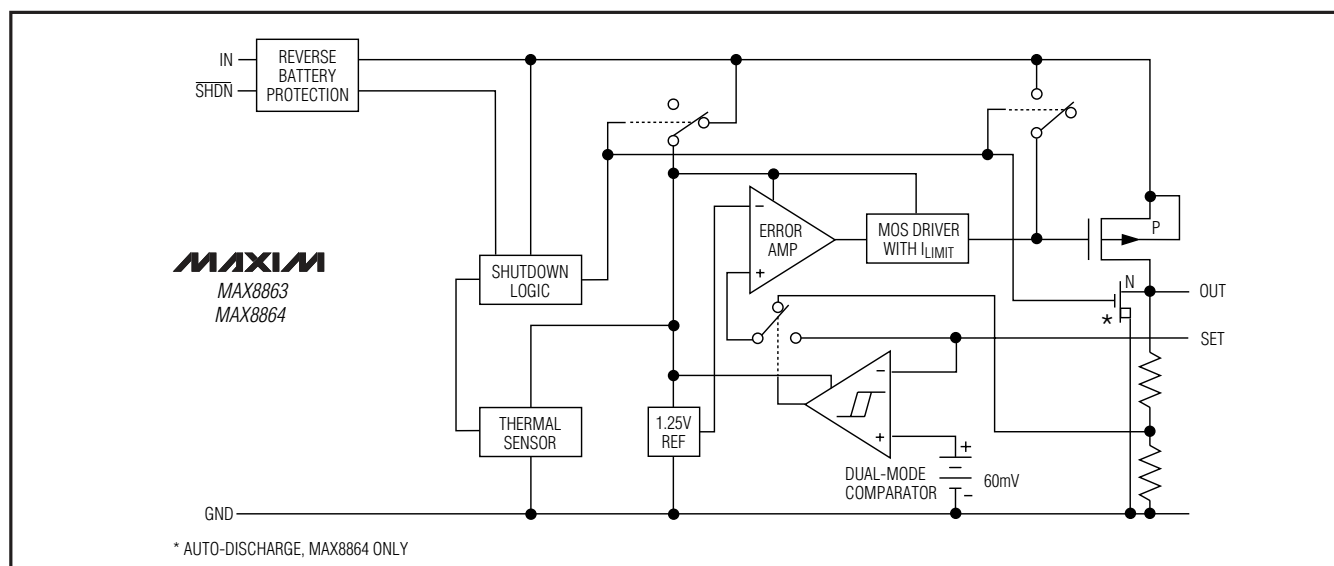 IN
SHDN
REVERSE
BATTERY
PROTECTION
MAXIM
MAX8863
MAX8864
SHUTDOWN
LOGIC
THERMAL
SENSOR
1.25V
REF
−
ERROR
AMP
+
MOS DRIVER
WITH ILIMIT
P
N
*
OUT
SET
−
+
DUAL-MODE
COMPARATOR
+
60mV
−
GND
* AUTO-DISCHARGE, MAX8864 ONLY